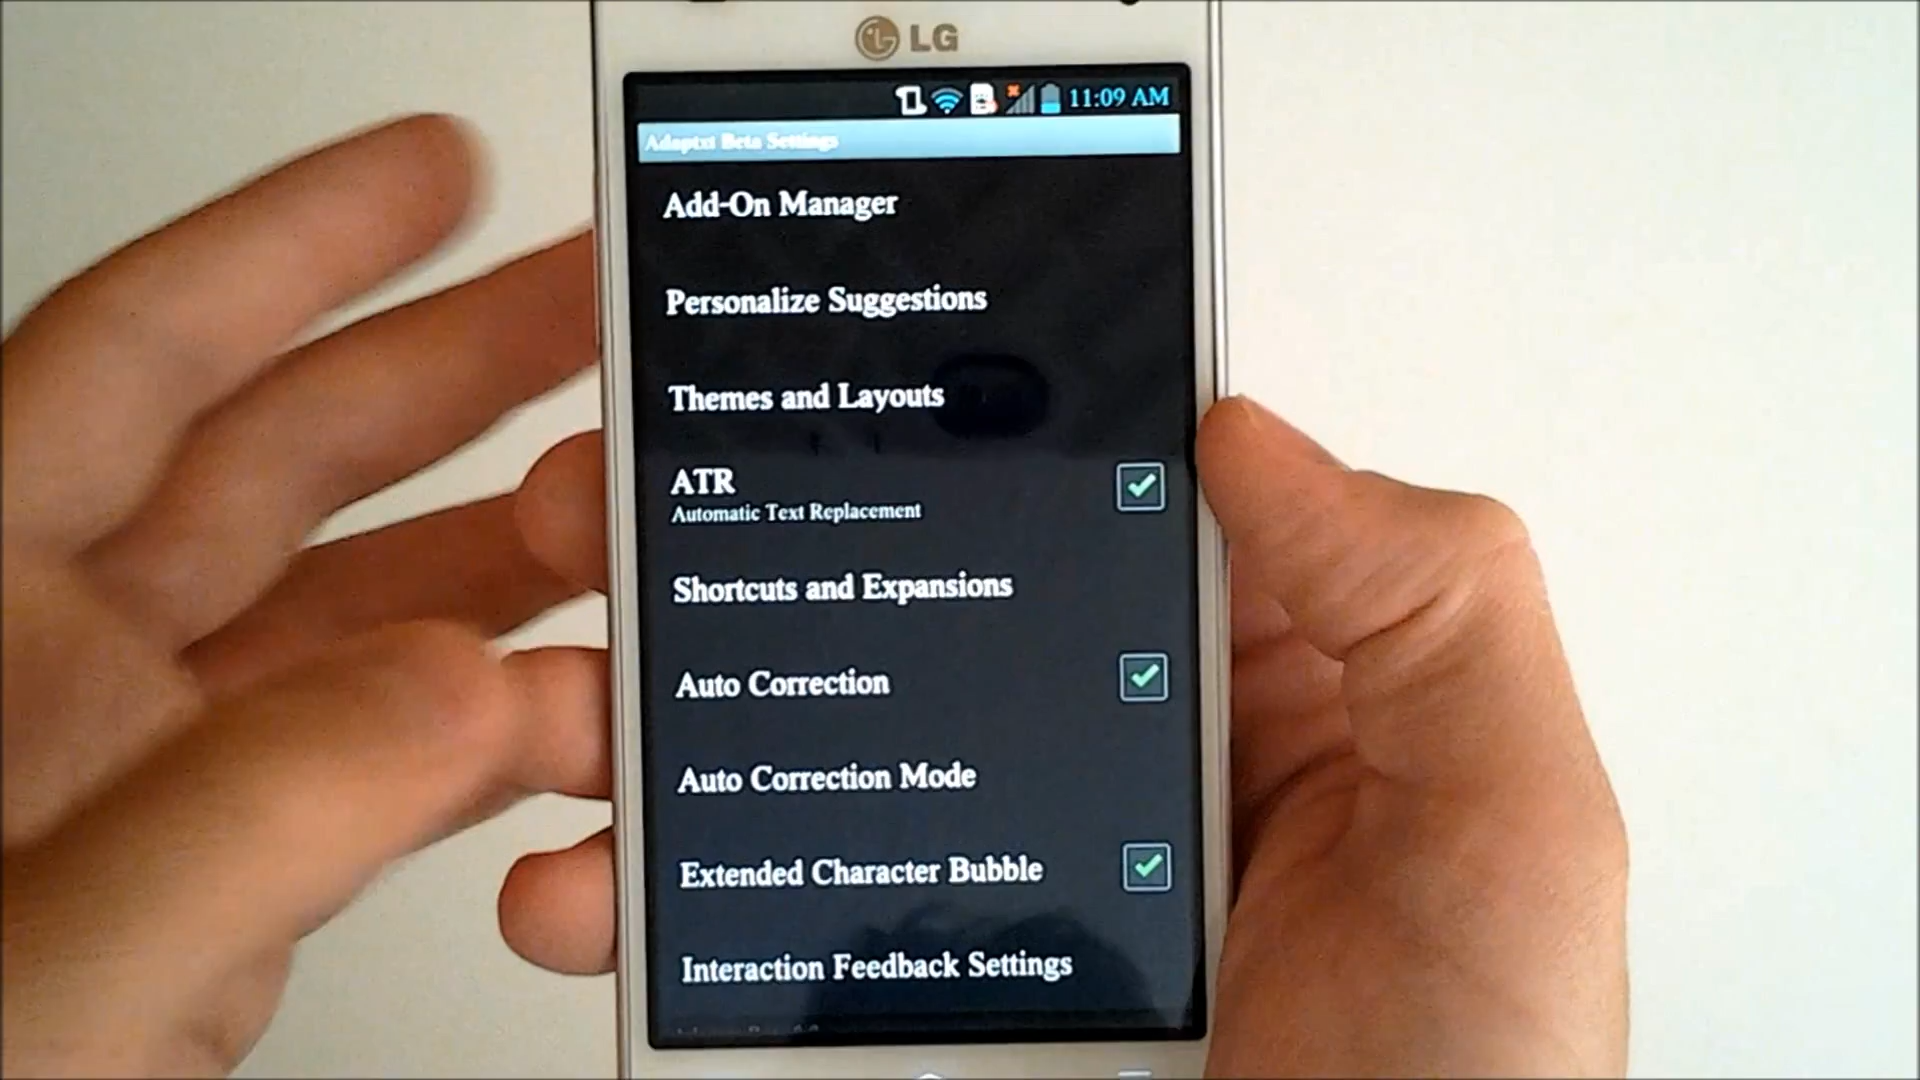 LG
11:09 AM
Adaptxt Beta Settings
Add-On Manager
Personalize Suggestions
Themes and Layouts
ATR
Automatic Text Replacement
Shortcuts and Expansions
Auto Correction
Auto Correction Mode
Extended Character Bubble
Interaction Feedback Settings